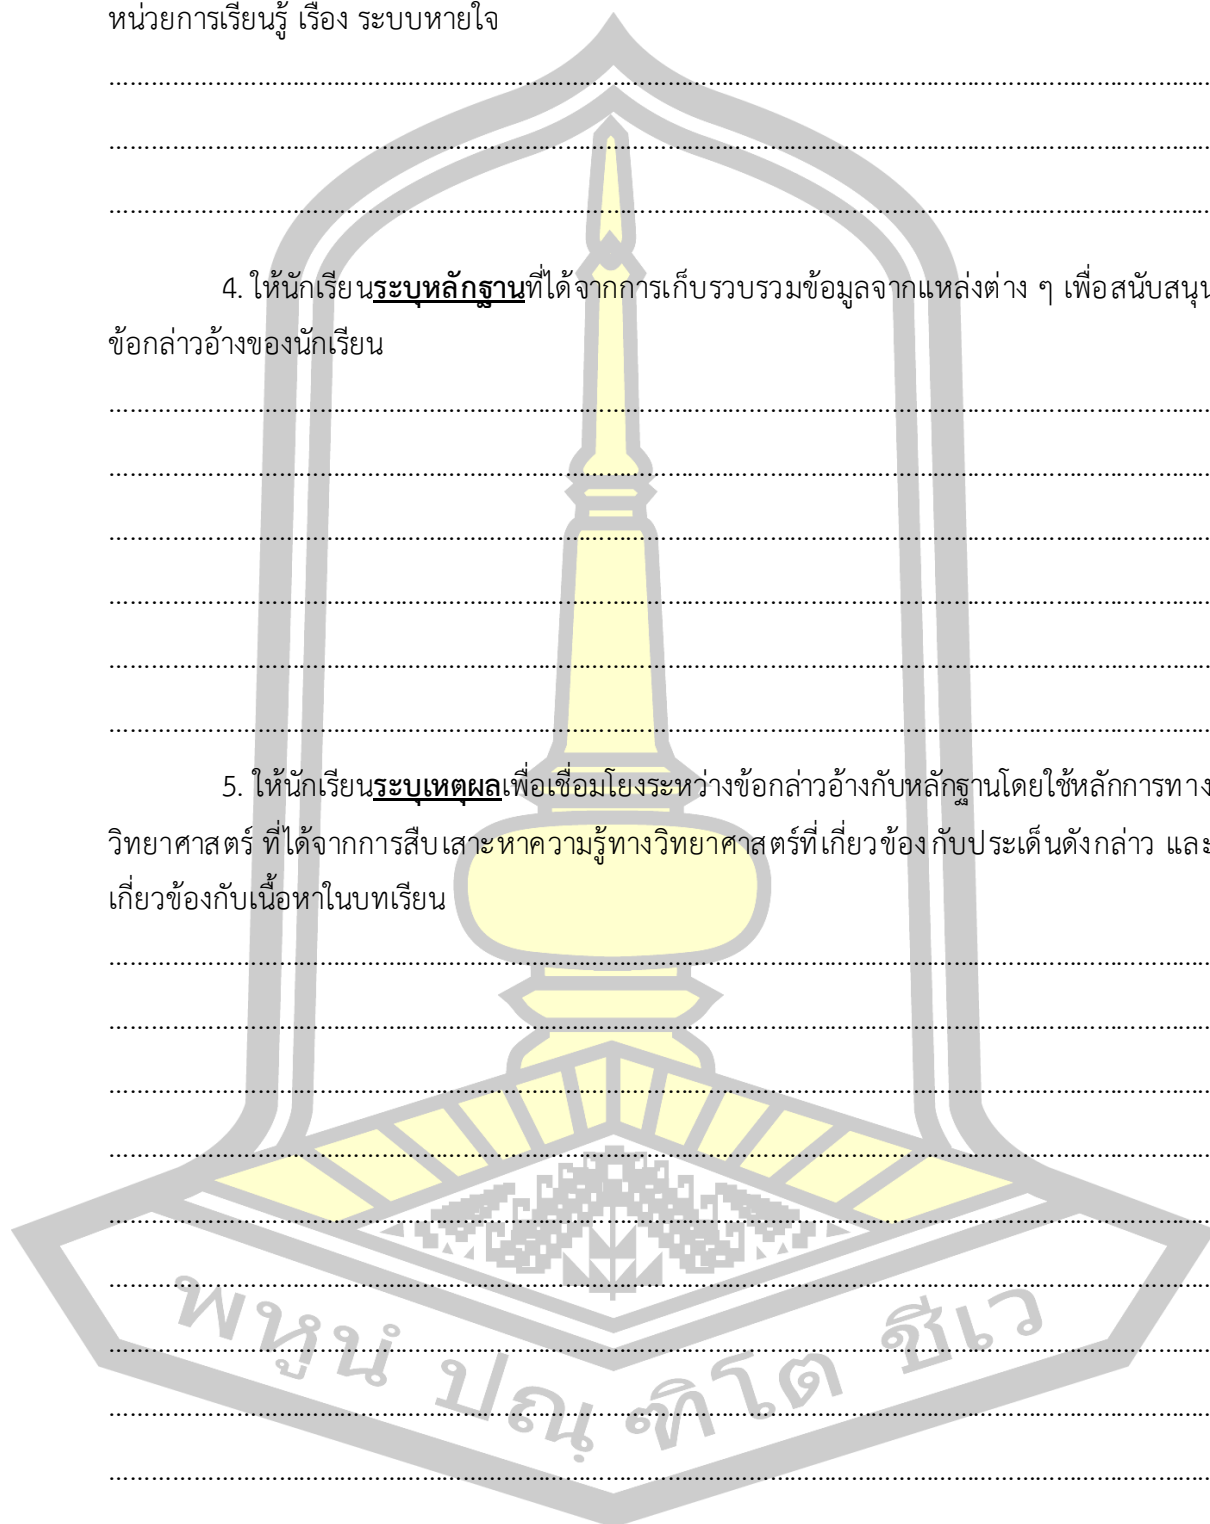 หน่วยการเรียนรู้ เรื่อง ระบบหายใจ
4. ให้นักเรียนระบุหลักฐานที่ได้จากการเก็บรวบรวมข้อมูลจากแหล่งต่าง ๆ เพื่อสนับสนุน
ข้อกล่าวอ้างของนักเรียน
5. ให้นักเรียนระบุเหตุผลเพื่อเชื่อมโยงระหว่างข้อกล่าวอ้างกับหลักฐานโดยใช้หลักการทาง
วิทยาศาสตร์ ที่ได้จากการสืบเสาะหาความรู้ทางวิทยาศาสตร์ที่เกี่ยวข้องกับประเด็นดังกล่าว และ
เกี่ยวข้องกับเนื้อหาในบทเรียน
พหูนํ ปณฺฑิโต ชีเว